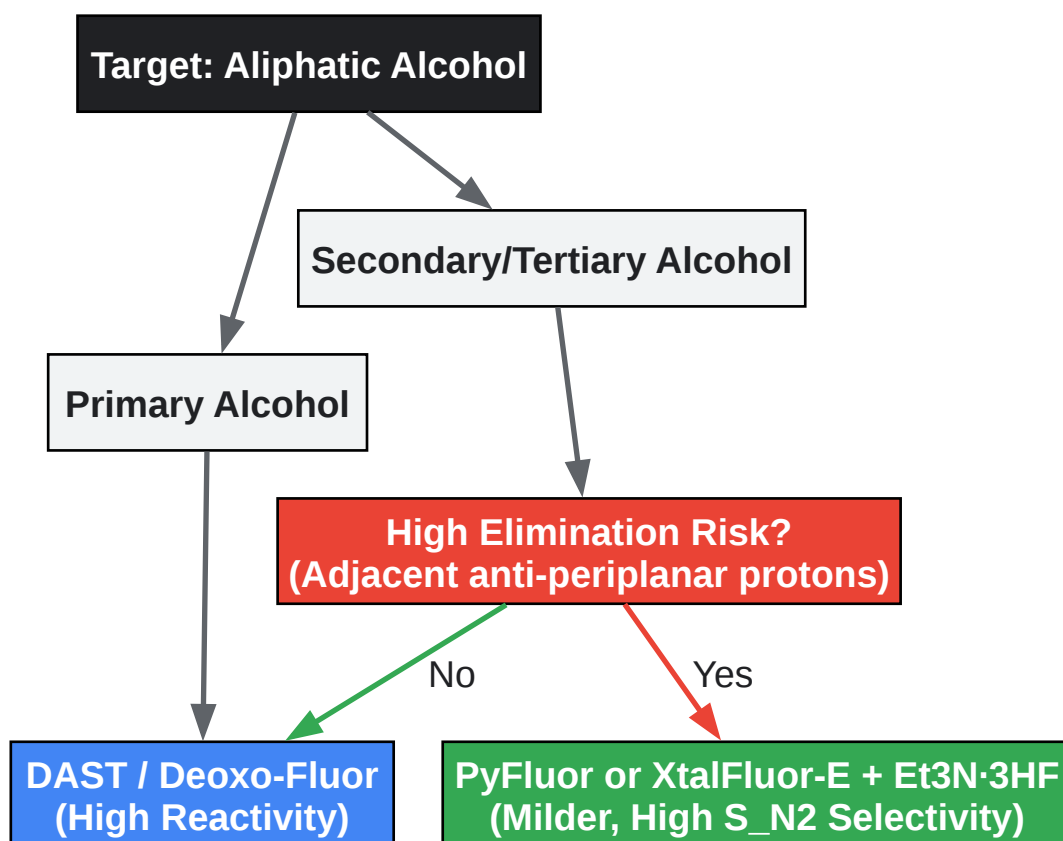 Target: Aliphatic Alcohol
Secondary/Tertiary Alcohol
Primary Alcohol
High Elimination Risk?
(Adjacent anti-periplanar protons)
No
Yes
DAST / Deoxo-Fluor
(High Reactivity)
PyFluor or XtalFluor-E + Et3N·3HF
(Milder, High S_N2 Selectivity)